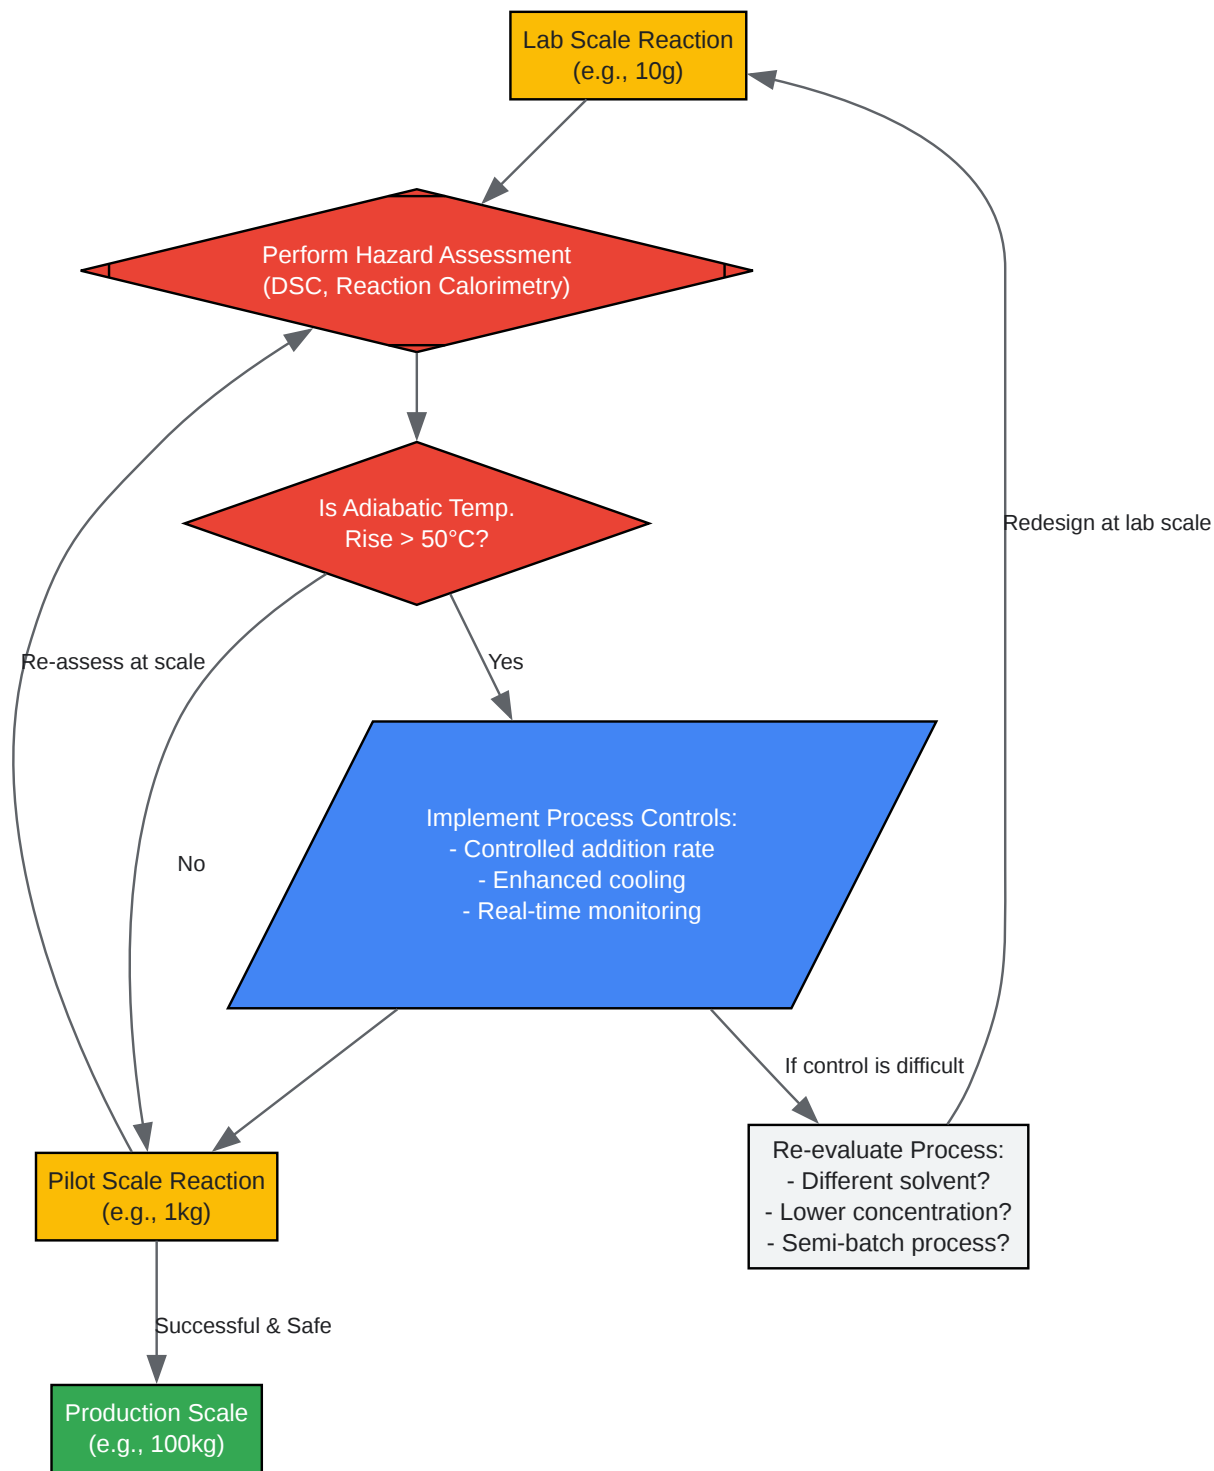 Lab Scale Reaction
(e.g., 10g)
Perform Hazard Assessment
(DSC, Reaction Calorimetry)
Is Adiabatic Temp.
Rise > 50°C?
Redesign at lab scale
Re-assess at scale
Yes
Implement Process Controls:
- Controlled addition rate
- Enhanced cooling
- Real-time monitoring
No
If control is difficult
Re-evaluate Process:
- Different solvent?
- Lower concentration?
- Semi-batch process?
Pilot Scale Reaction
(e.g., 1kg)
Successful & Safe
Production Scale
(e.g., 100kg)